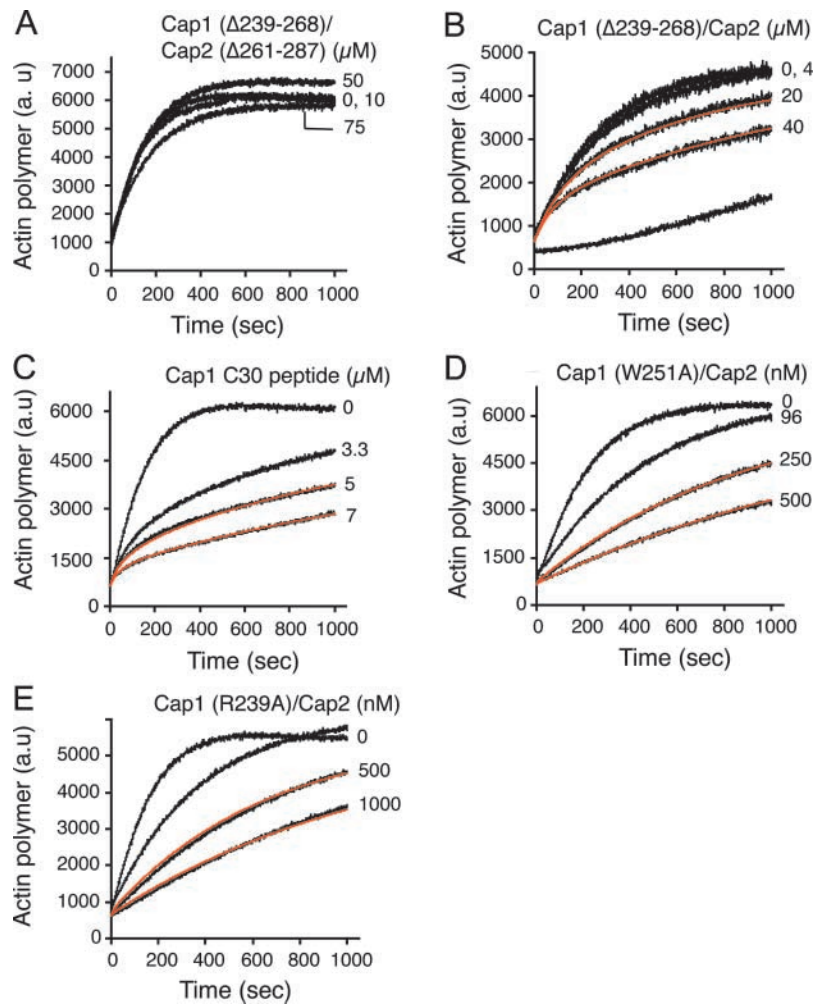 A
Cap1 (Δ239-268)/
Cap2 (Δ261-287) (µM)
Actin polymer (a. u)
7000
6000
5000
4000
3000
2000
1000
0
50
0, 10
75
0 200 400 600 800 1000
Time (sec)
B
Cap1 (Δ239-268)/Cap2 (µM)
Actin polymer (a. u)
5000
4000
3000
2000
1000
0
0, 4
20
40
0 200 400 600 800 1000
Time (sec)
C
Cap1 C30 peptide (µM)
Actin polymer (a.u)
6000
4500
3000
1500
0
0
3.3
5
7
0 200 400 600 800 1000
Time (sec)
D
Cap1 (W251A)/Cap2 (nM)
Actin polymer (a.u)
6000
4500
3000
1500
0
0
96
250
500
0 200 400 600 800 1000
Time (sec)
E
Cap1 (R239A)/Cap2 (nM)
Actin polymer (a.u)
5000
4000
3000
2000
1000
0
0
500
1000
0 200 400 600 800 1000
Time (sec)